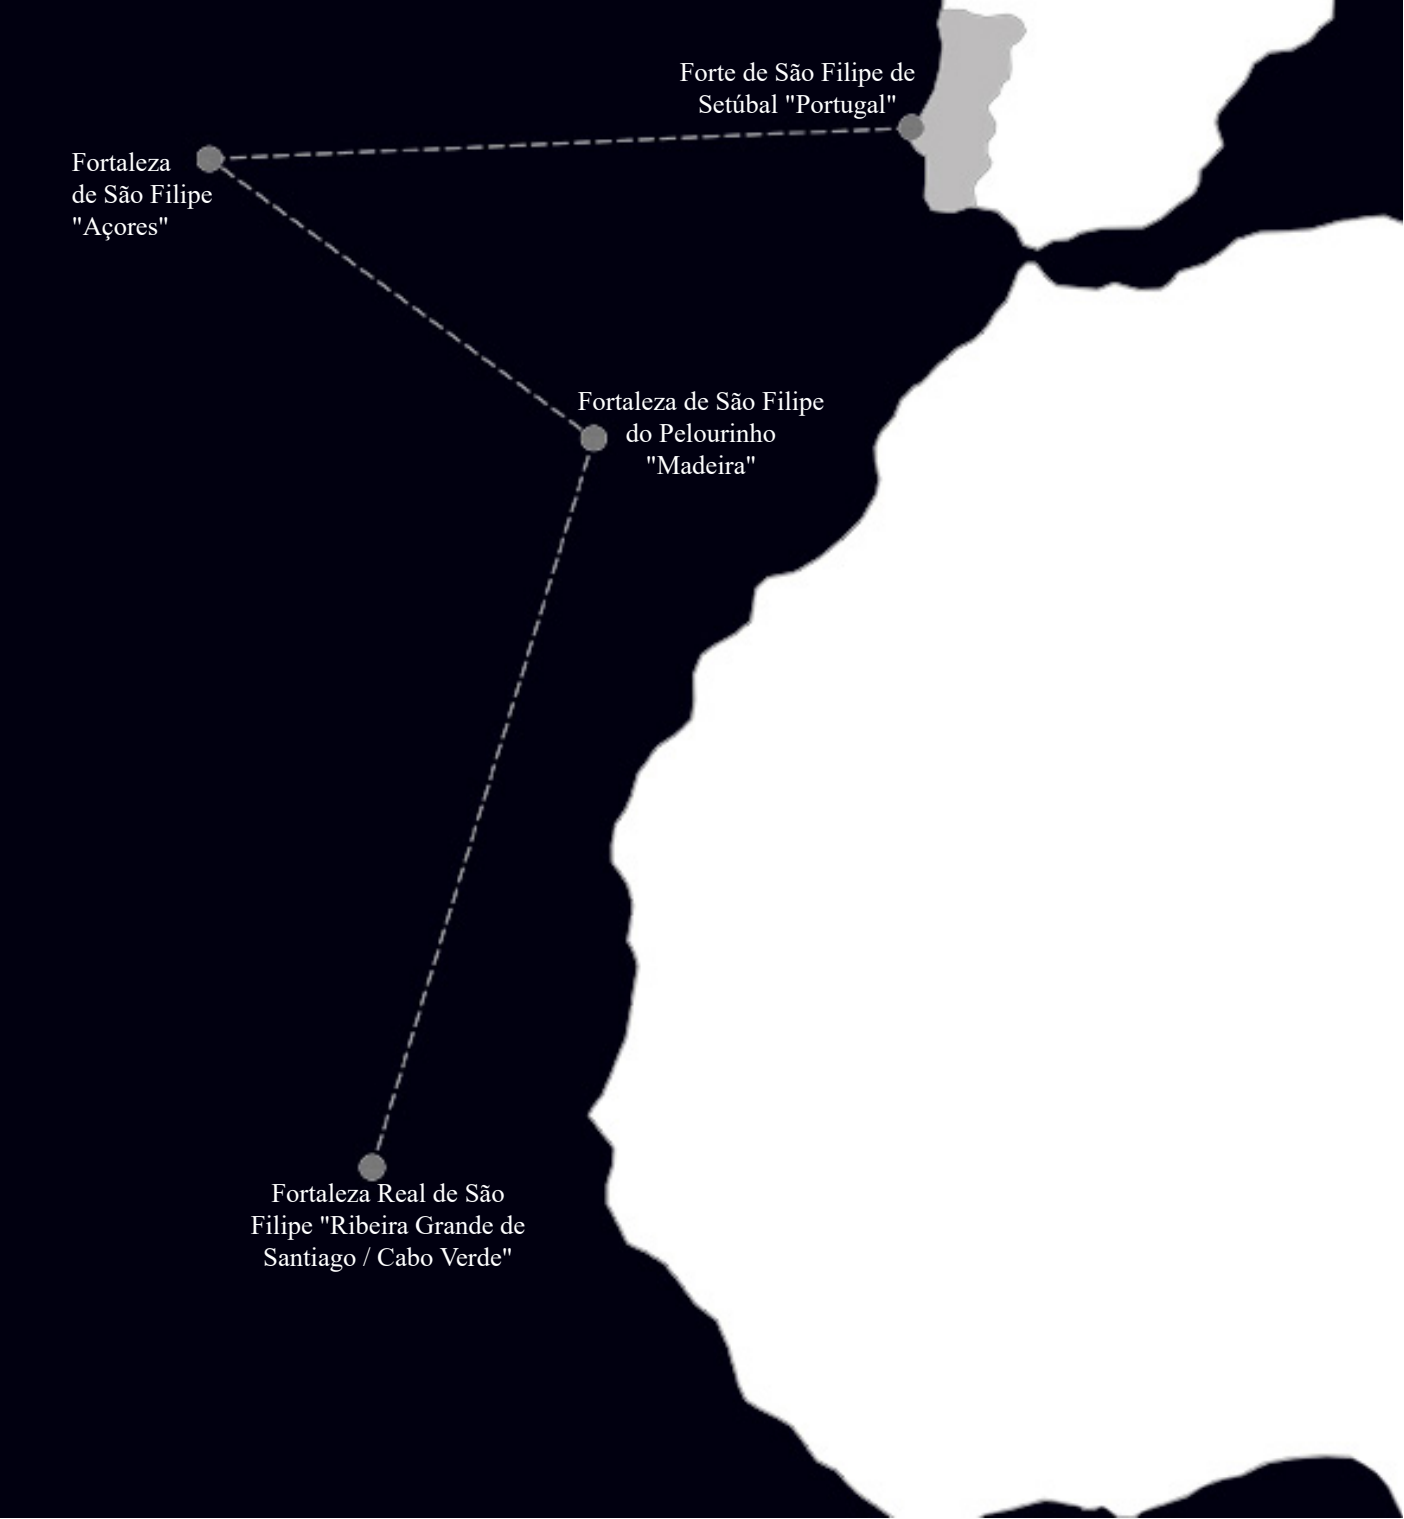 Forte de São Filipe de
Setúbal "Portugal"
Fortaleza
de São Filipe
"Açores"
Fortaleza de São Filipe
do Pelourinho
"Madeira"
Fortaleza Real de São
Filipe "Ribeira Grande de
Santiago / Cabo Verde"